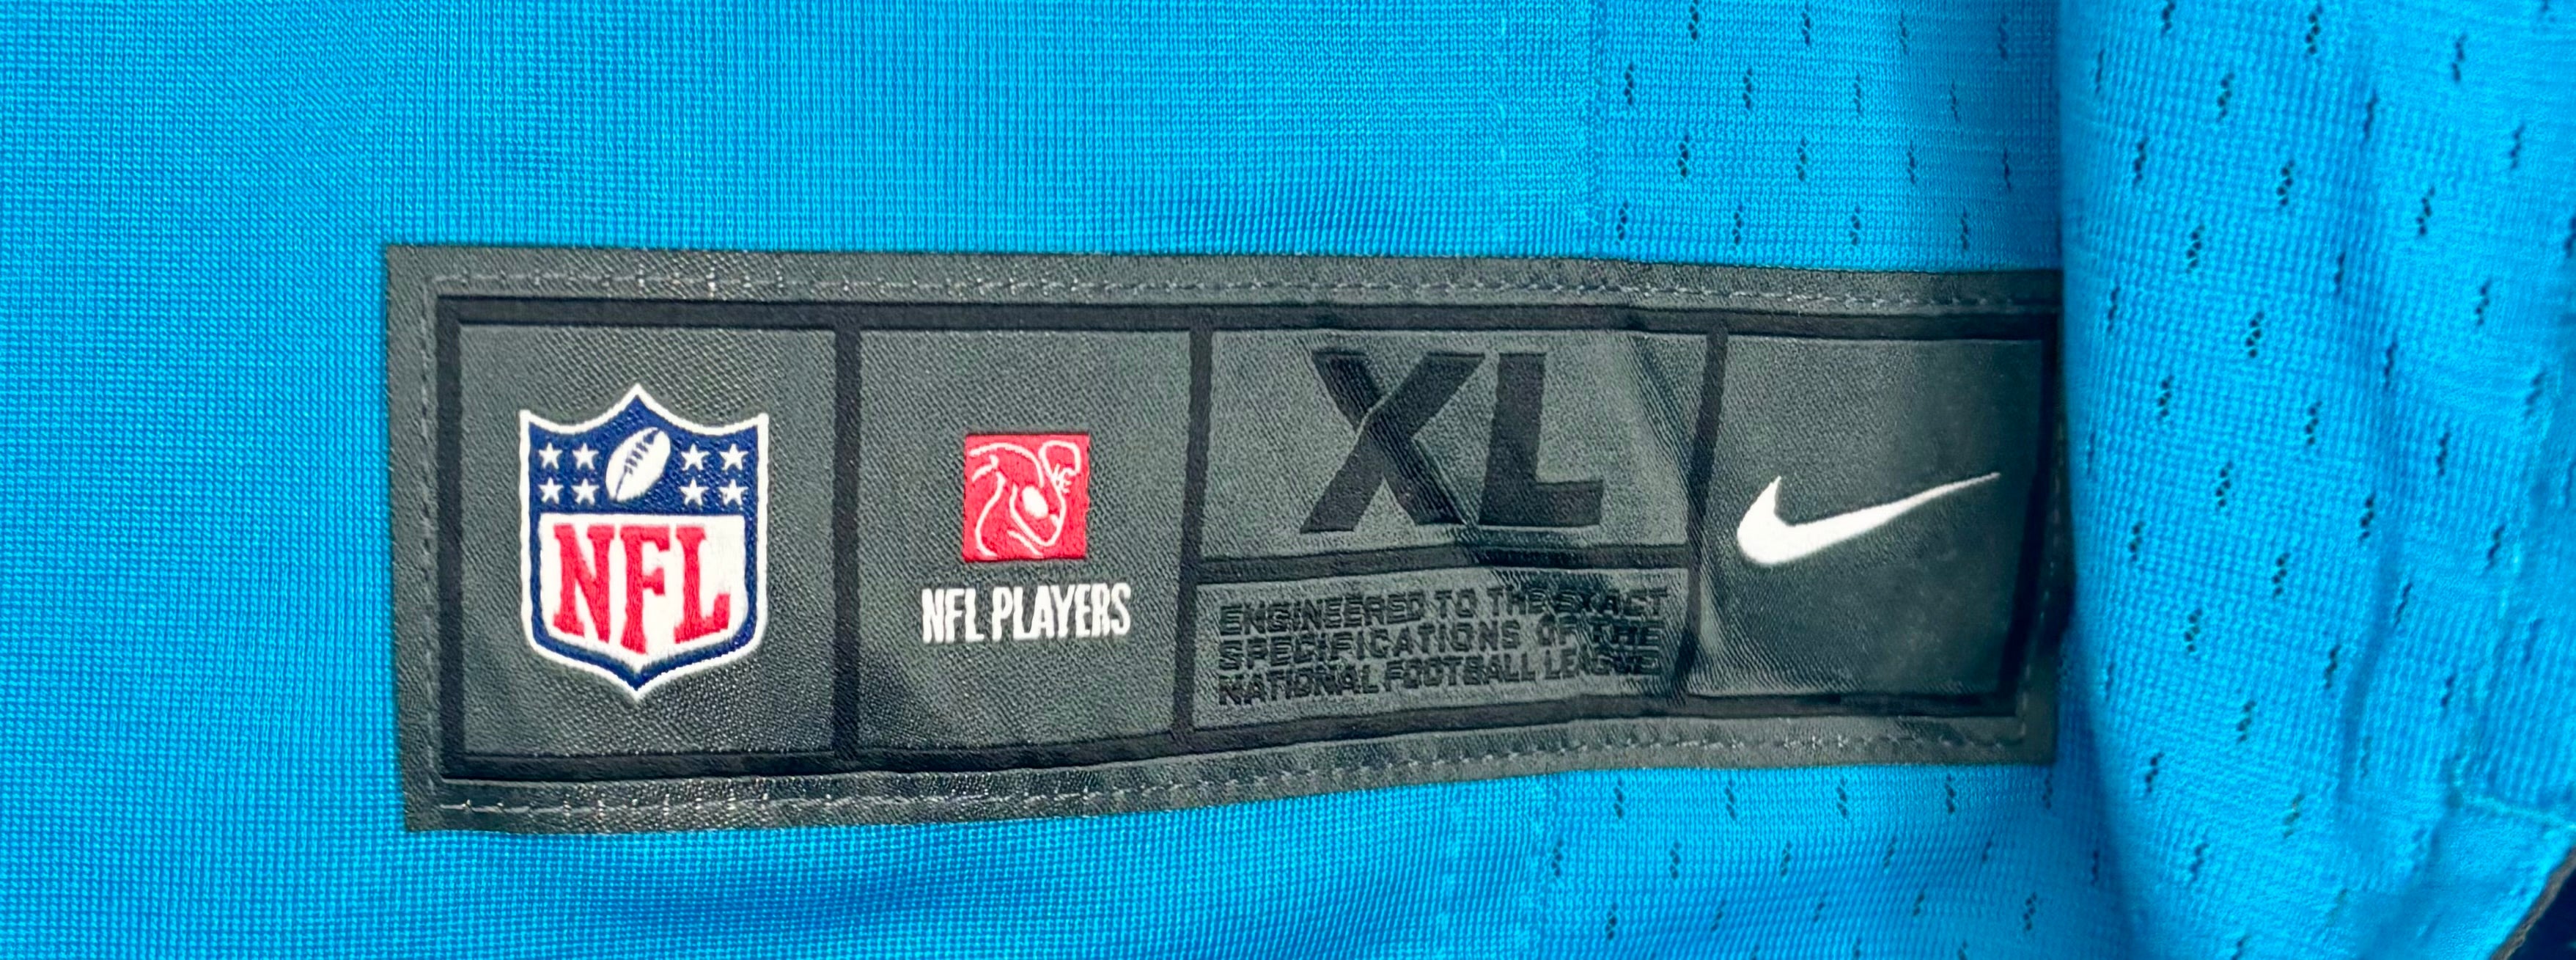 NFL
NFL PLAYERS
XL
ENGINEERED TO THE EXACT
SPECIFICATIONS OF THE
NATIONAL FOOTBALL LEAGUE